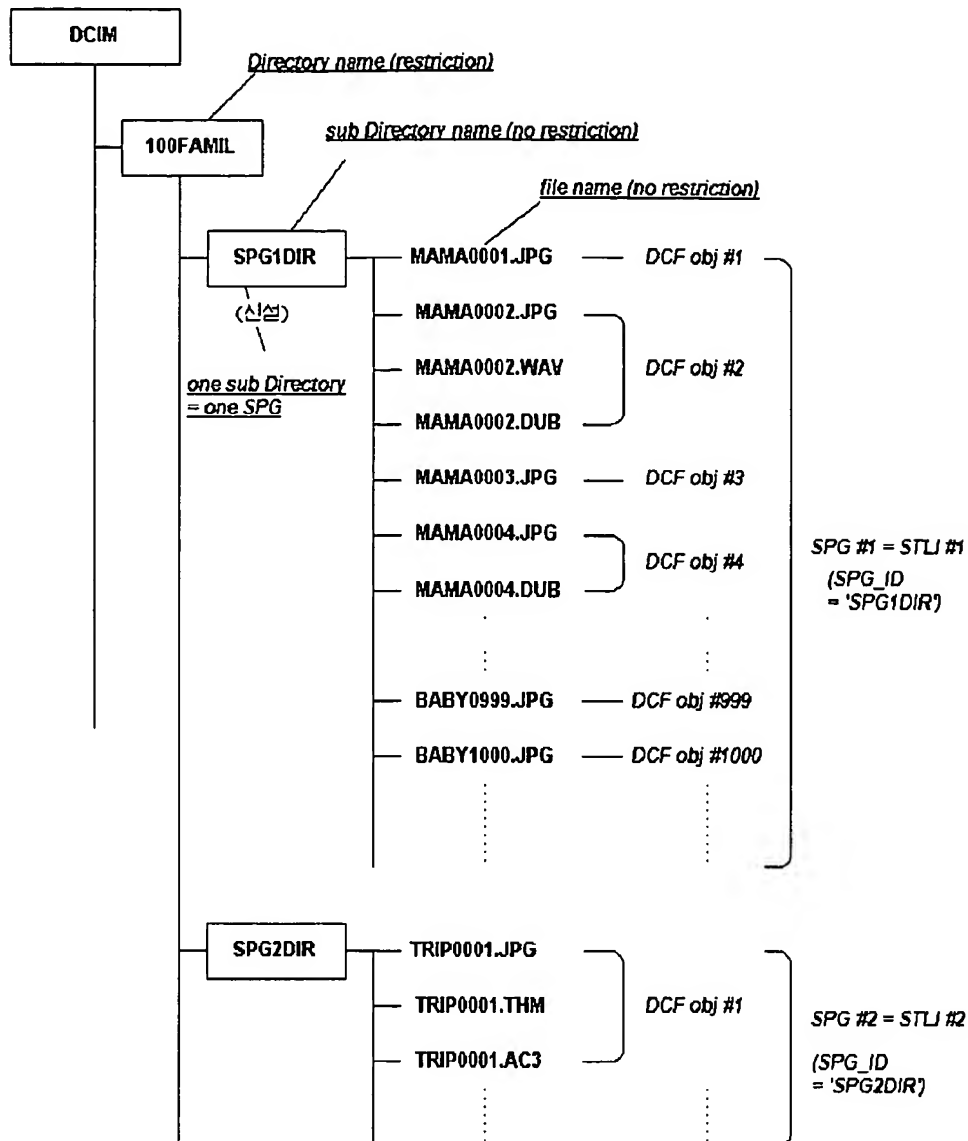 DCIM
Directory name (restriction)
100FAMIL
sub Directory name (no restriction)
file name (no restriction)
SPG1DIR
(신설)
one sub Directory
= one SPG
MAMA0001.JPG
DCF obj #1
MAMA0002.JPG
MAMA0002.WAV
DCF obj #2
MAMA0002.DUB
MAMA0003.JPG
DCF obj #3
MAMA0004.JPG
DCF obj #4
MAMA0004.DUB
SPG #1 = STLI #1
(SPG_ID
= 'SPG1DIR')
BABY0999.JPG
DCF obj #999
BABY1000.JPG
DCF obj #1000
SPG2DIR
TRIP0001.JPG
TRIP0001.THM
DCF obj #1
TRIP0001.AC3
SPG #2 = STLI #2
(SPG_ID
= 'SPG2DIR')